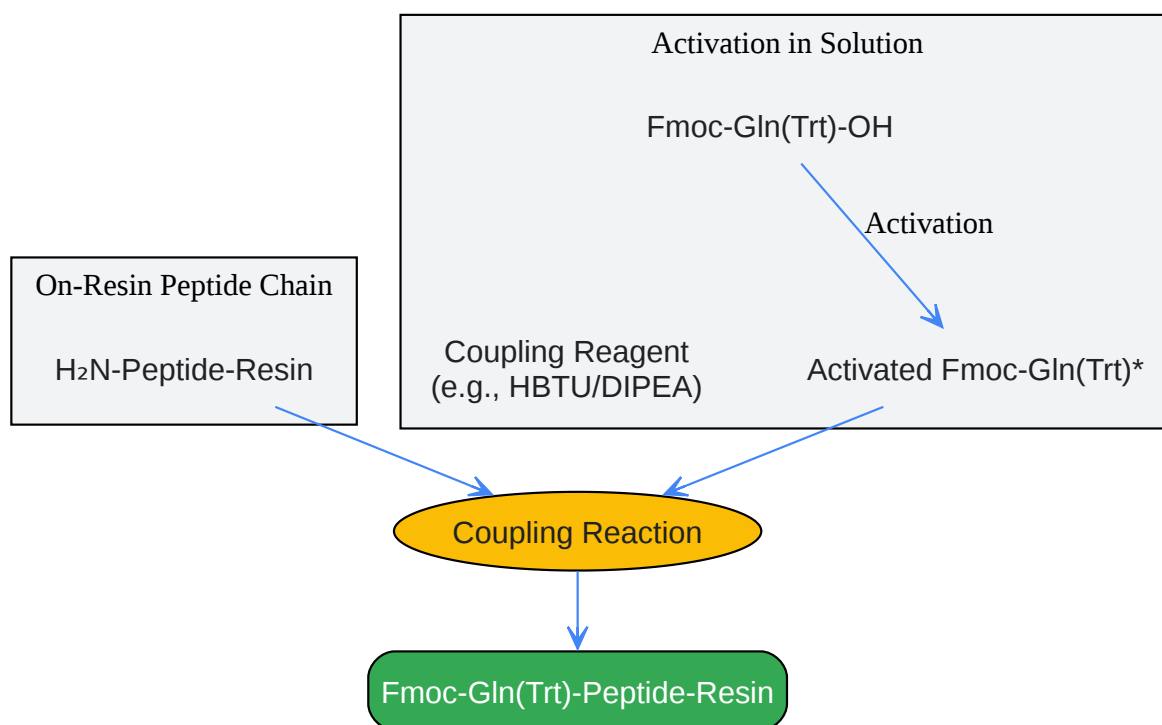 Activation in Solution
Fmoc-Gln(Trt)-OH
Activation
On-Resin Peptide Chain
H₂N-Peptide-Resin
Coupling Reagent
(e.g., HBTU/DIPEA)
Activated Fmoc-Gln(Trt)*
Coupling Reaction
Fmoc-Gln(Trt)-Peptide-Resin